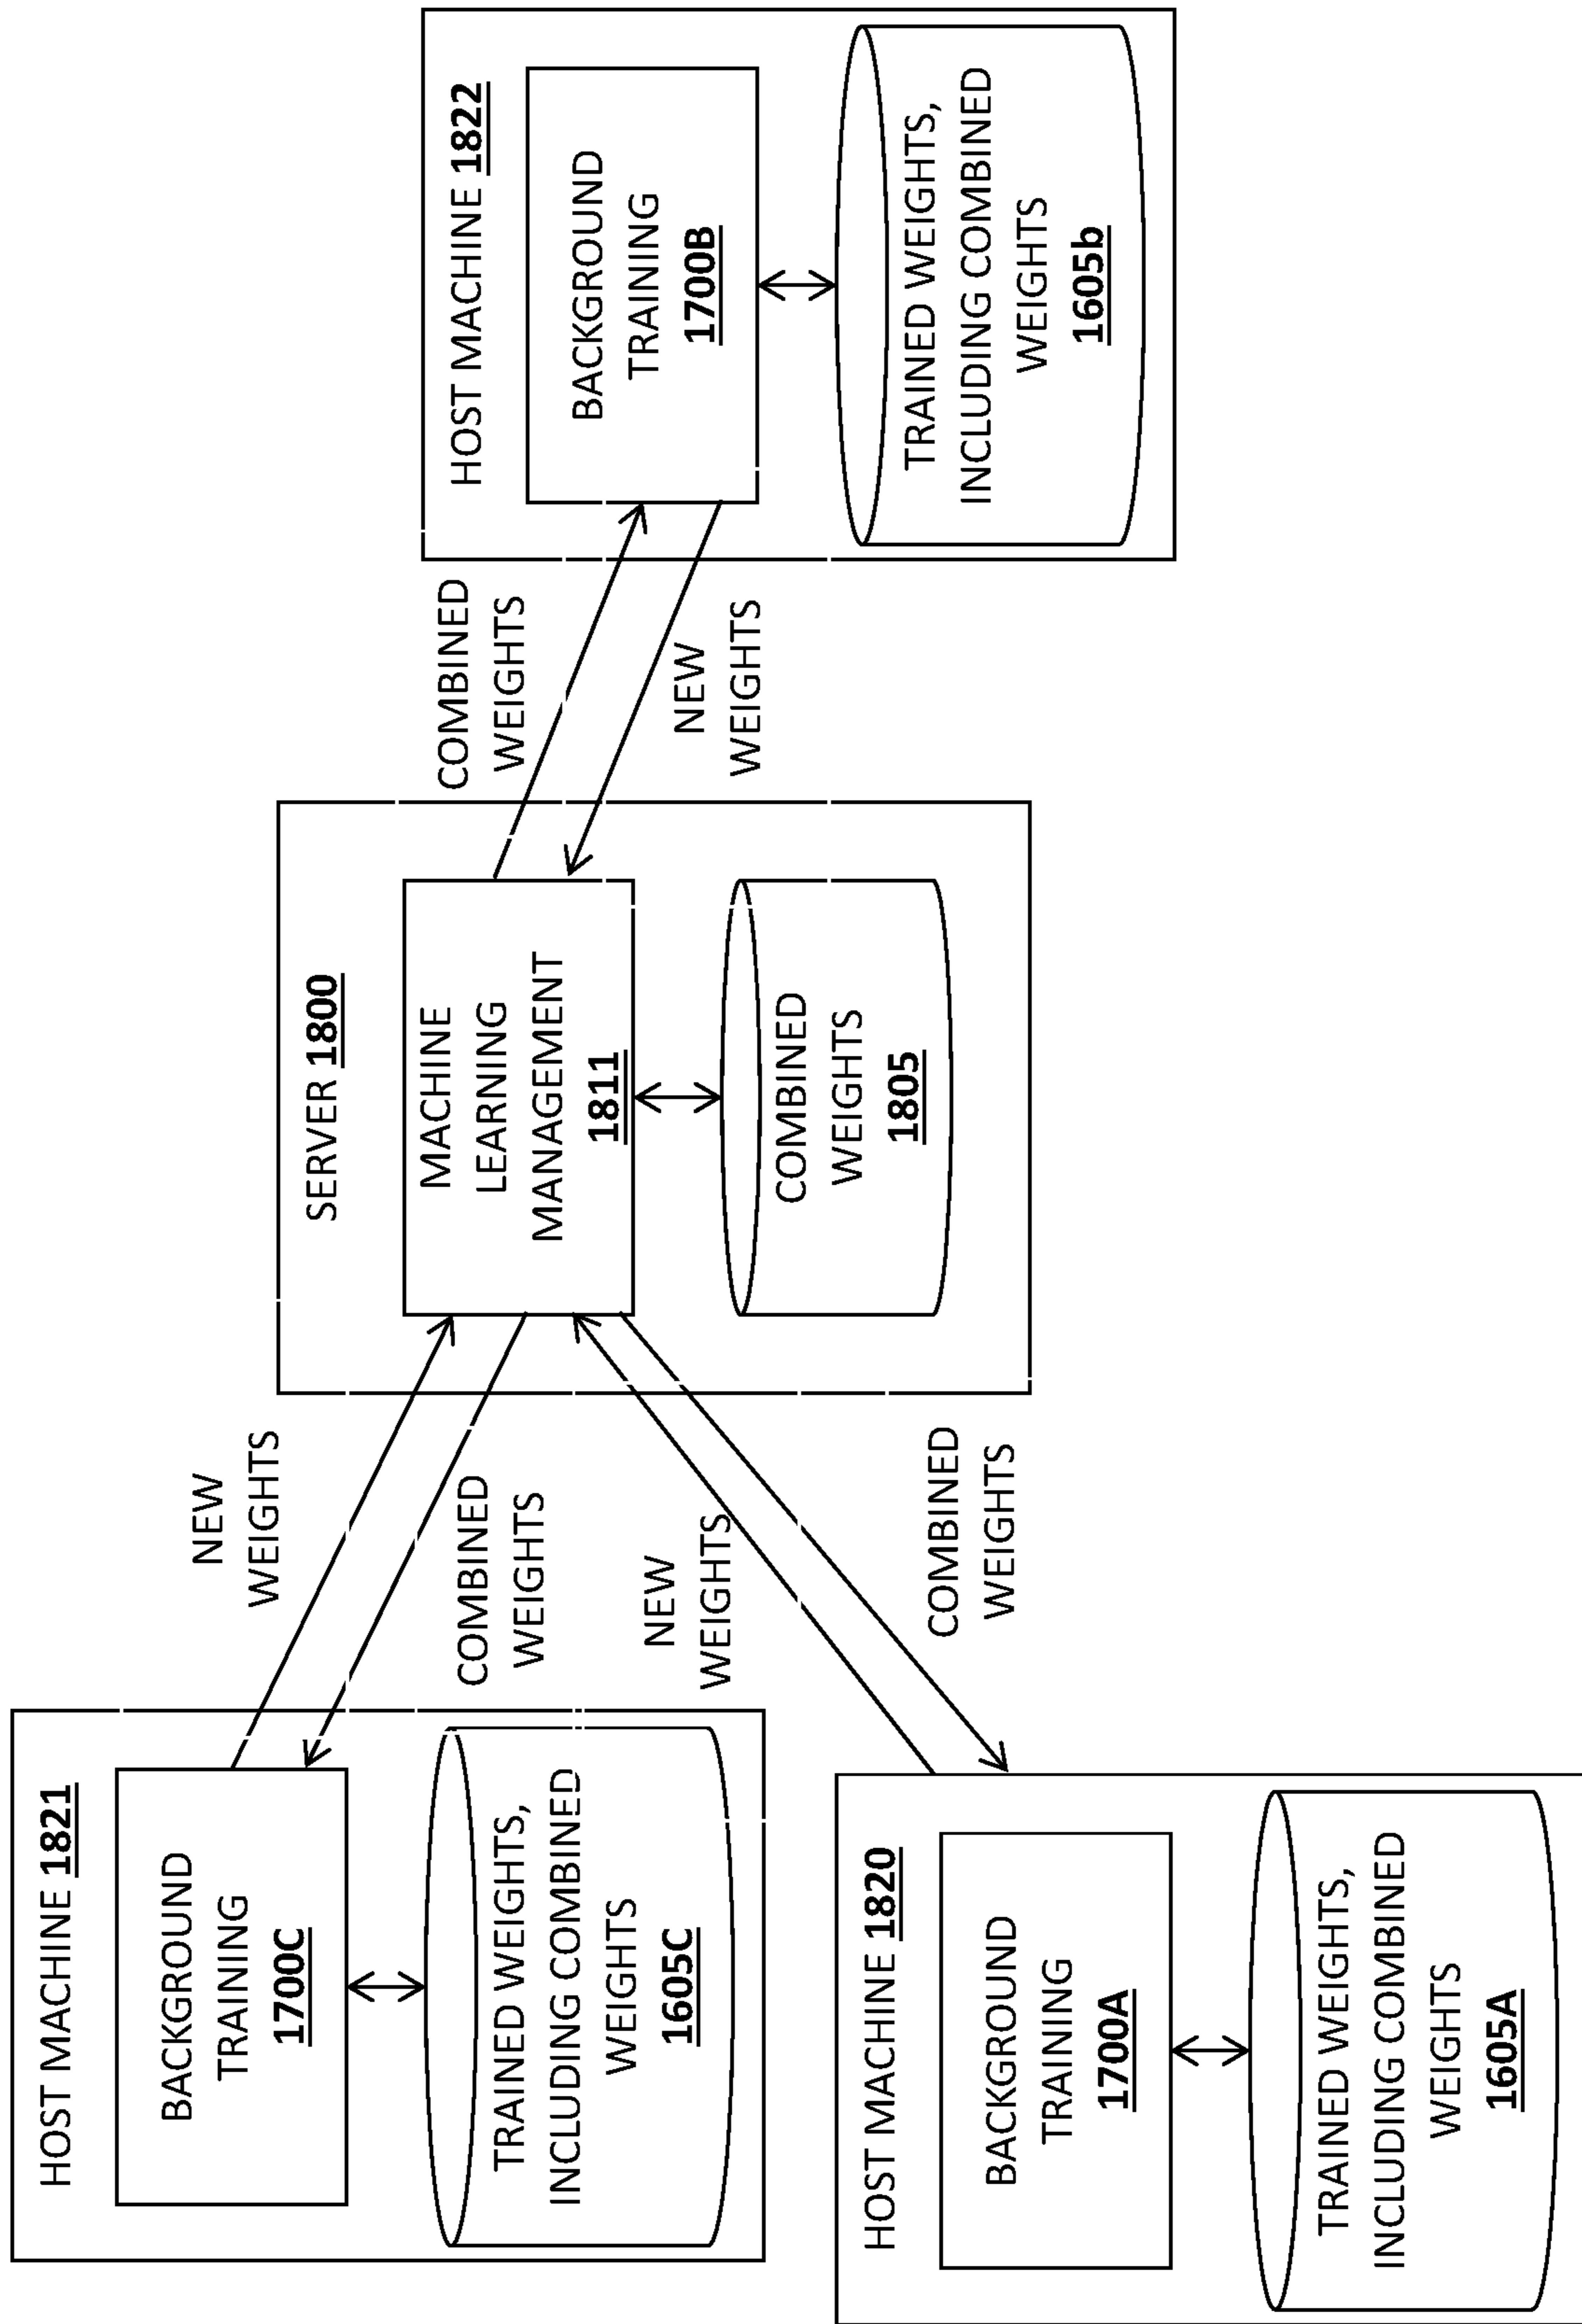 HOST MACHINE 1821
BACKGROUND
TRAINING
1700C
TRAINED WEIGHTS,
INCLUDING COMBINED
WEIGHTS
1605C
NEW
WEIGHTS
COMBINED
WEIGHTS
HOST MACHINE 1820
BACKGROUND
TRAINING
1700A
TRAINED WEIGHTS,
INCLUDING COMBINED
WEIGHTS
1605A
NEW
WEIGHTS
COMBINED
WEIGHTS
SERVER 1800
MACHINE
LEARNING
MANAGEMENT
1811
COMBINED
WEIGHTS
1805
COMBINED
WEIGHTS
NEW
WEIGHTS
HOST MACHINE 1822
BACKGROUND
TRAINING
1700B
TRAINED WEIGHTS,
INCLUDING COMBINED
WEIGHTS
1605b